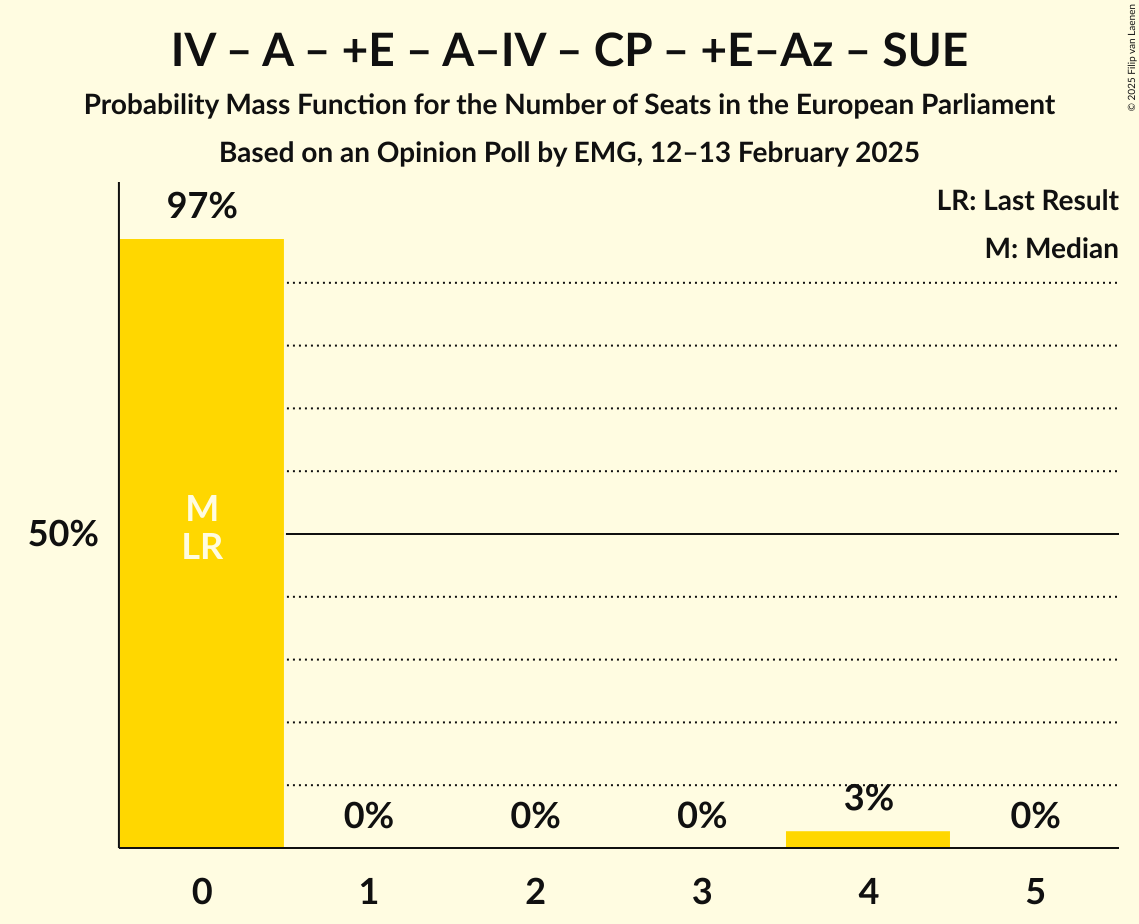 IV – A – +E – A–IV – CP – +E–Az – SUE
Probability Mass Function for the Number of Seats in the European Parliament
Based on an Opinion Poll by EMG, 12–13 February 2025
© 2025 Filip van Laenen
LR: Last Result
M: Median
97%
M
LR
50%
0%
0%
0%
3%
0%
0
1
2
3
4
5